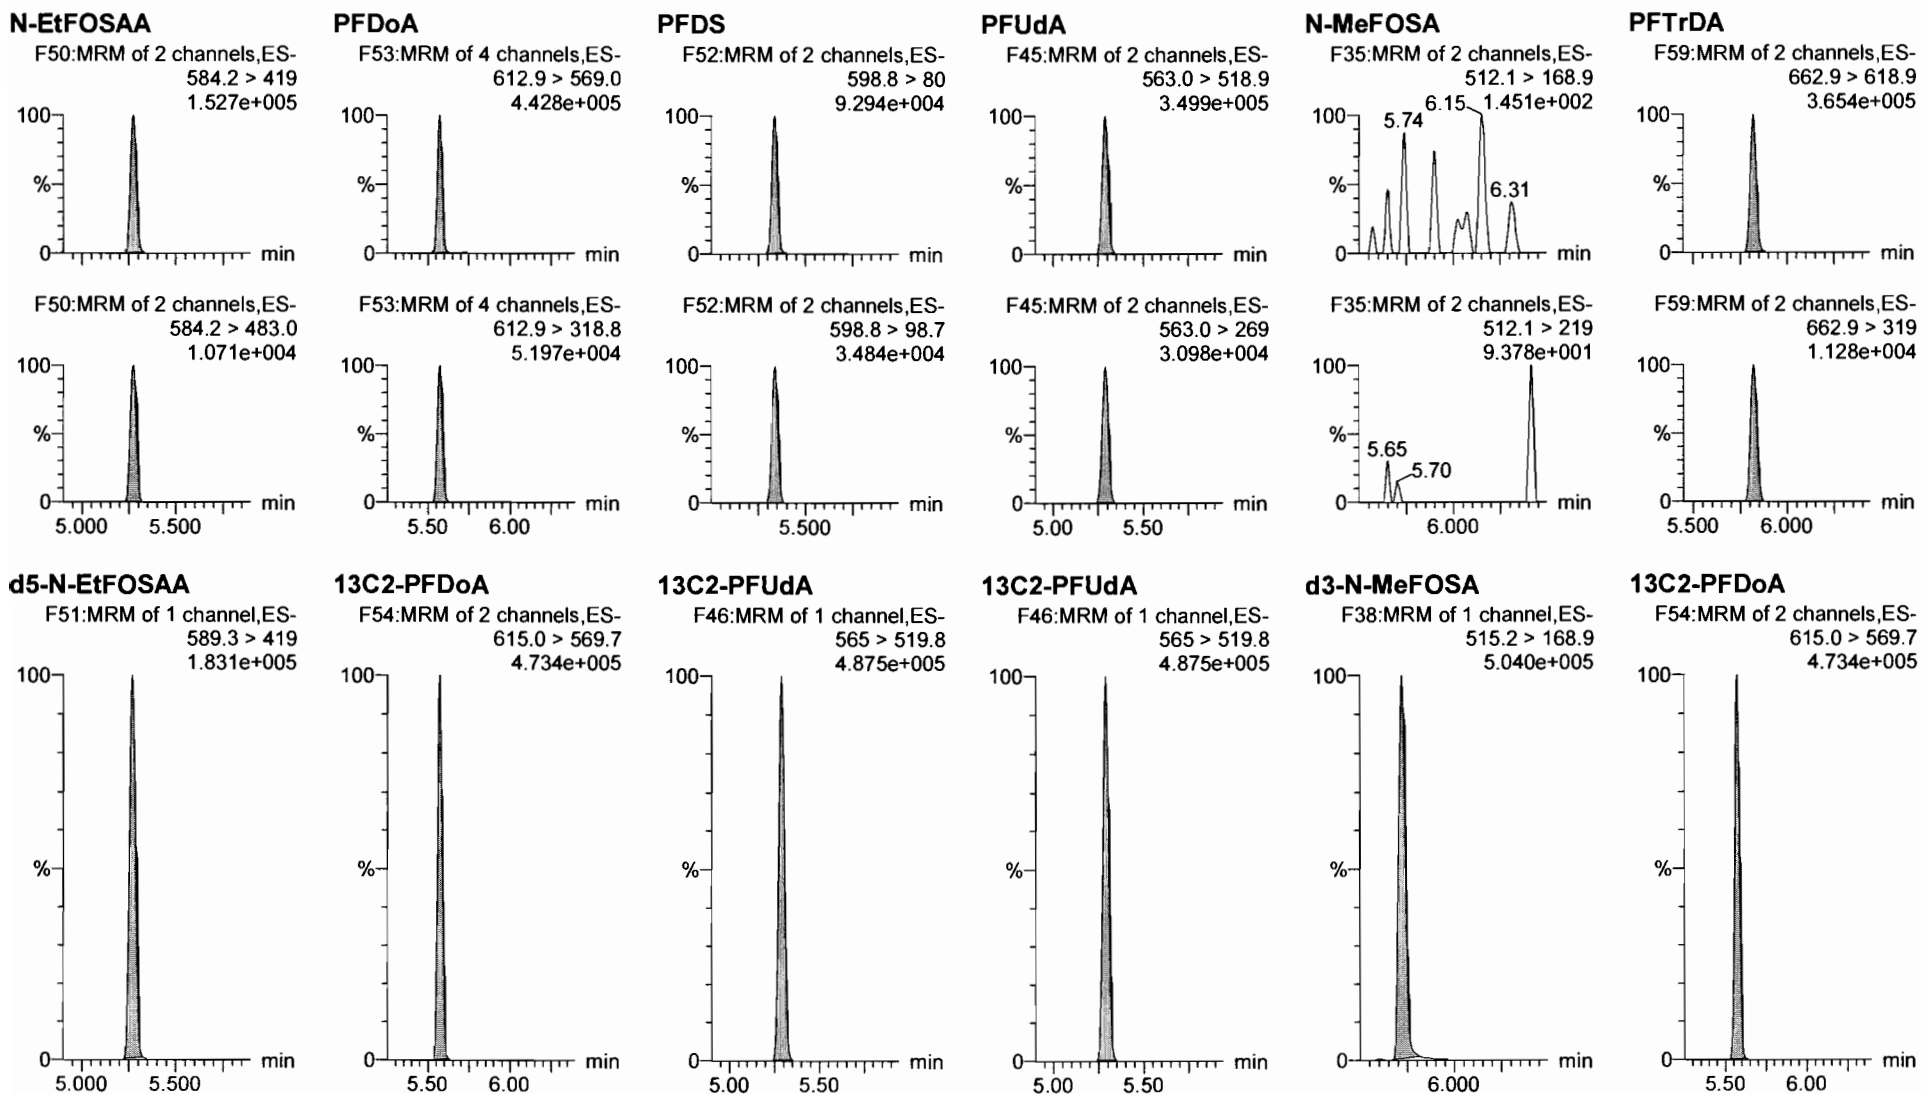 N-EtFOSAA
F50:MRM of 2 channels,ES-
584.2 > 419
1.527e+005
100
%
0
min
PFDoA
F53:MRM of 4 channels,ES-
612.9 > 569.0
4.428e+005
100
%
0
min
PFDS
F52:MRM of 2 channels,ES-
598.8 > 80
9.294e+004
100
%
0
min
PFUdA
F45:MRM of 2 channels,ES-
563.0 > 518.9
3.499e+005
100
%
0
min
N-MeFOSA
F35:MRM of 2 channels,ES-
512.1 > 168.9
6.15 1.451e+002
100
5.74
%
6.31
0
min
PFTrDA
F59:MRM of 2 channels,ES-
662.9 > 618.9
3.654e+005
100
%
0
min
F50:MRM of 2 channels,ES-
584.2 > 483.0
1.071e+004
100
%
0
min
5.000 5.500
F53:MRM of 4 channels,ES-
612.9 > 318.8
5.197e+004
100
%
0
min
5.50 6.00
F52:MRM of 2 channels,ES-
598.8 > 98.7
3.484e+004
100
%
0
min
5.500
F45:MRM of 2 channels,ES-
563.0 > 269
3.098e+004
100
%
0
min
5.00 5.50
F35:MRM of 2 channels,ES-
512.1 > 219
9.378e+001
100
%
5.65
5.70
0
min
6.000
F59:MRM of 2 channels,ES-
662.9 > 319
1.128e+004
100
%
0
min
5.500 6.000
d5-N-EtFOSAA
F51:MRM of 1 channel,ES-
589.3 > 419
1.831e+005
100
%
0
min
5.000 5.500
13C2-PFDoA
F54:MRM of 2 channels,ES-
615.0 > 569.7
4.734e+005
100
%
0
min
5.50 6.00
13C2-PFUdA
F46:MRM of 1 channel,ES-
565 > 519.8
4.875e+005
100
%
0
min
5.00 5.50
13C2-PFUdA
F46:MRM of 1 channel,ES-
565 > 519.8
4.875e+005
100
%
0
min
5.00 5.50
d3-N-MeFOSA
F38:MRM of 1 channel,ES-
515.2 > 168.9
5.040e+005
100
%
0
min
6.000
13C2-PFDoA
F54:MRM of 2 channels,ES-
615.0 > 569.7
4.734e+005
100
%
0
min
5.50 6.00